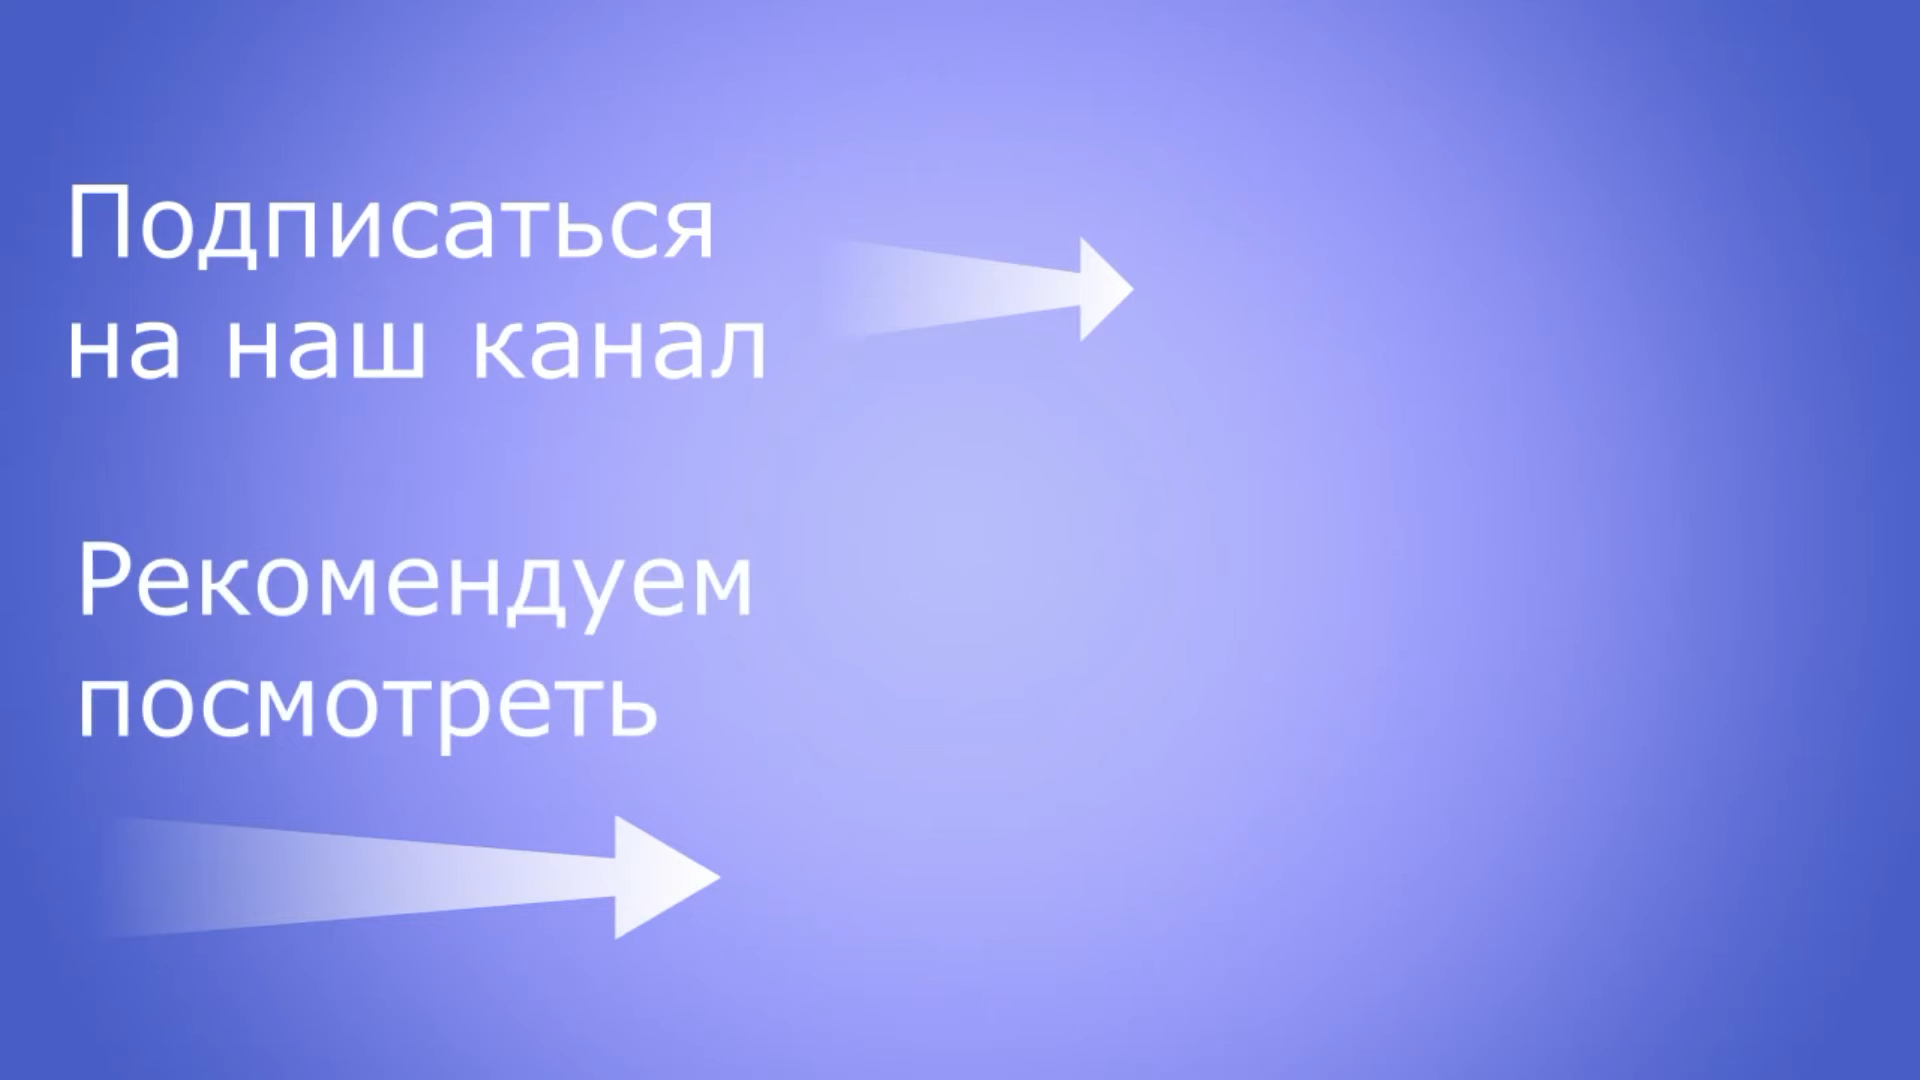 Подписаться
на наш канал
Рекомендуем
посмотреть